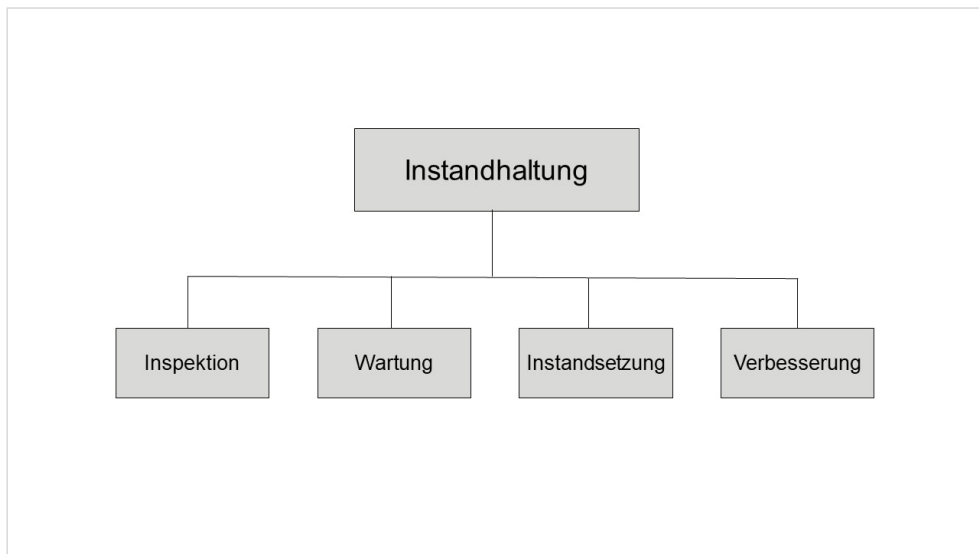 Instandhaltung
Inspektion
Wartung
Instandsetzung
Verbesserung